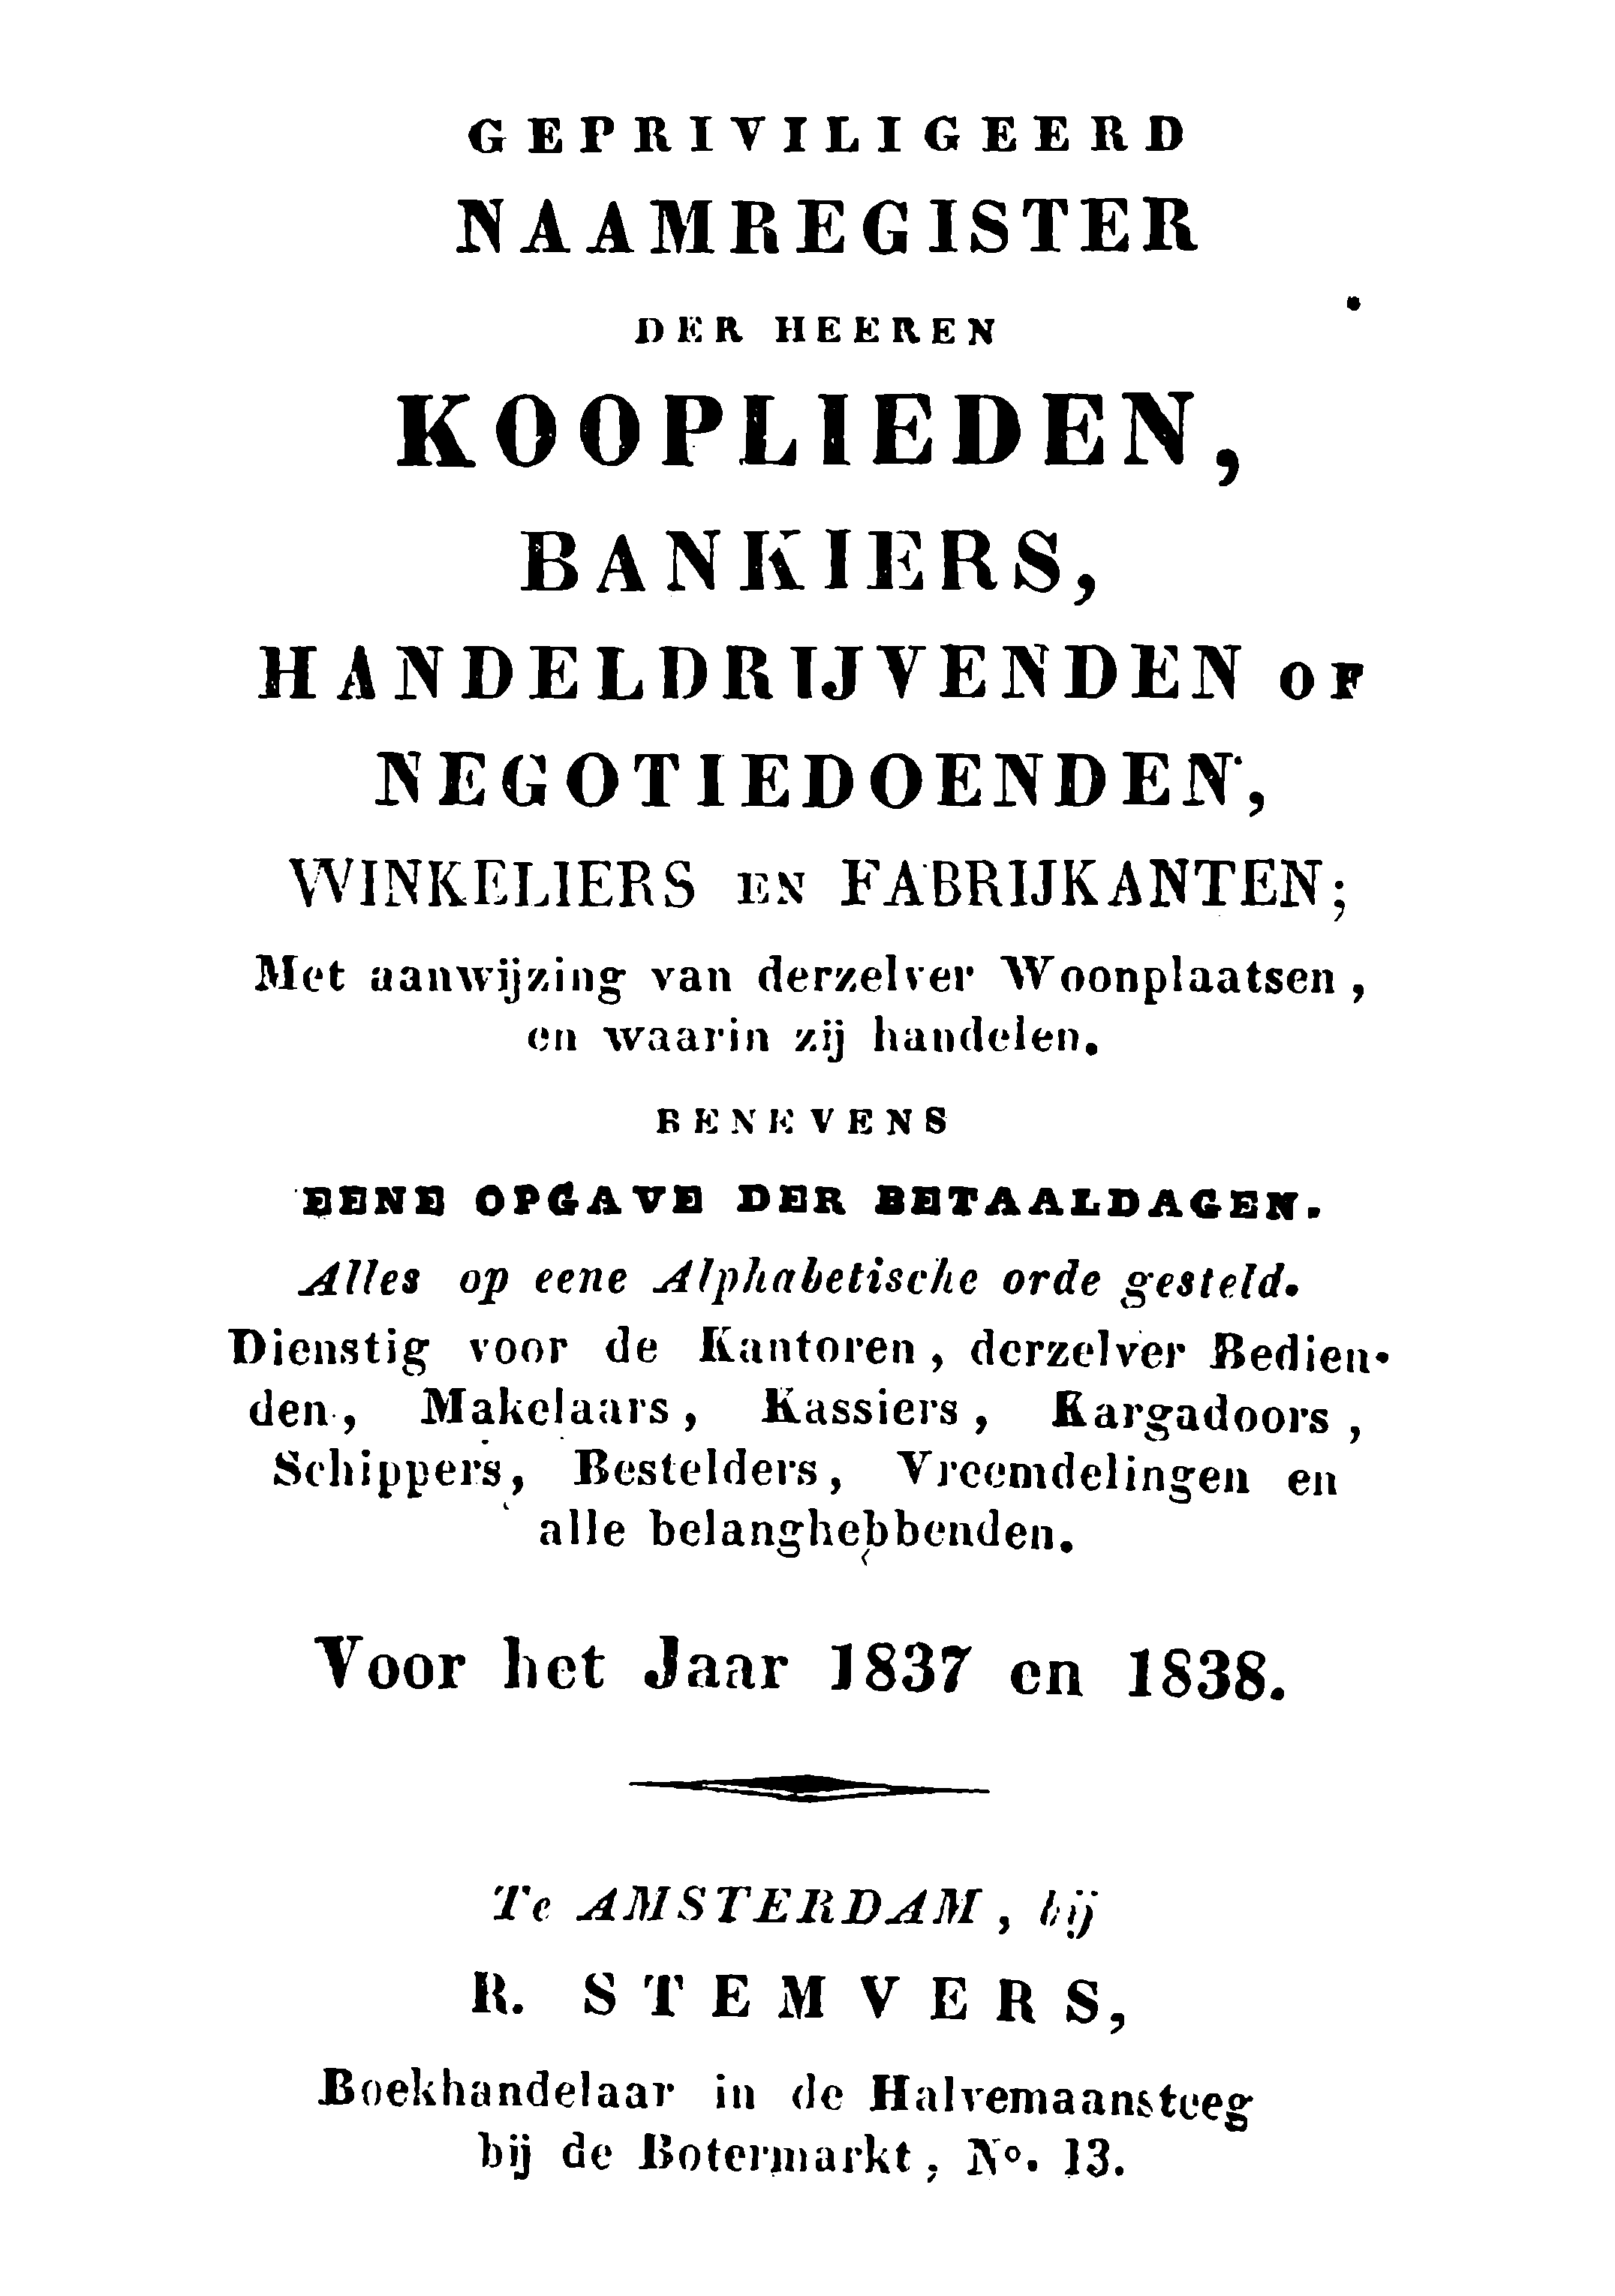 GEPRIVILIGEERD
NAAMREGISTER
DER HEEREN
KOOPLIEDEN,
BANKIERS,
HANDELDRIJVENDEN OF
NEGOTIEDOENDEN,
WINKELIERS EN FABRIJKANTEN;
Met aanwijzing van derzelver Woonplaatsen,
en waarin zij handelen.
BENEVENS
EENE OPGAVE DER BETAALDAGEN.
Alles op eene Alphabetische orde gesteld.
Dienstig voor de Kantoren, derzelver Bedien-
den, Makelaars, Kassiers, Kargadoors,
Schippers, Bestelders, Vreemdelingen en
alle belanghebbenden.
Voor het Jaar 1837 en 1838.
Te AMSTERDAM, bij
R. STEMVERS,
Boekhandelaar in de Halvemaansteeg
bij de Botermarkt, No. 13.